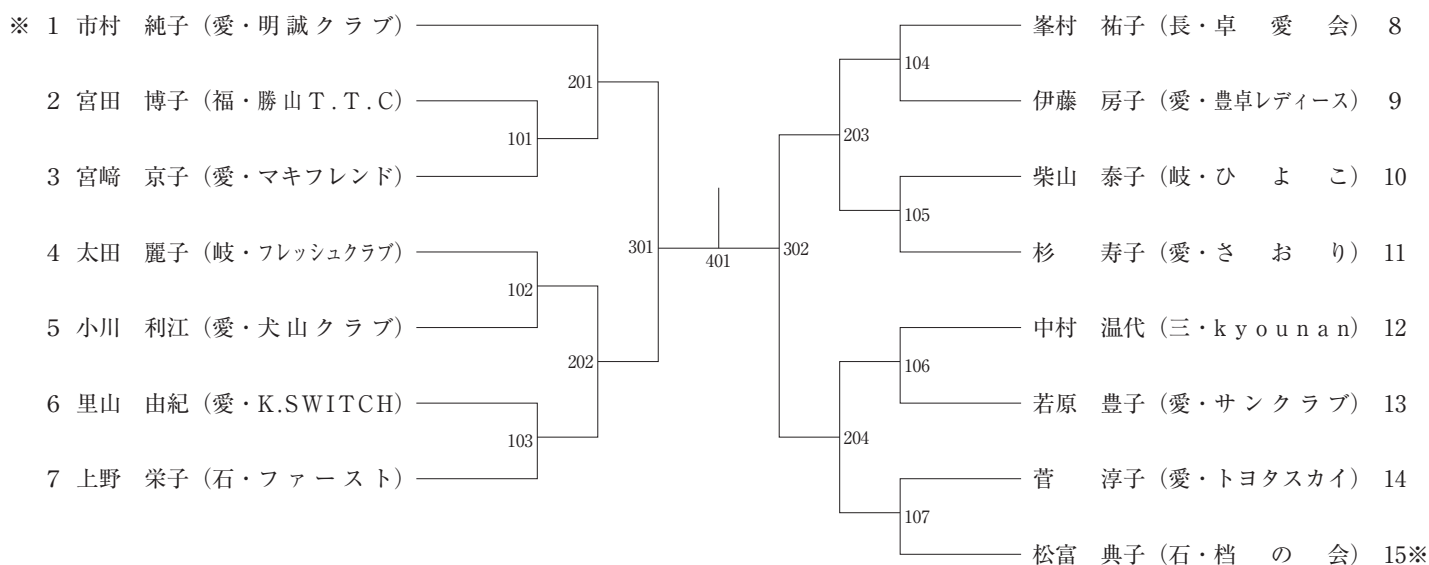 ※ 1 市村 純子 (愛・明誠クラブ)
201
2 宮田 博子 (福・勝山T.T.C)
101
3 宮﨑 京子 (愛・マキフレンド)
301
4 太田 麗子 (岐・フレッシュクラブ)
102
5 小川 利江 (愛・犬山クラブ)
202
6 里山 由紀 (愛・K.SWITCH)
103
7 上野 栄子 (石・ファースト)
401
峯村 祐子 (長・卓愛会) 8
104
伊藤 房子 (愛・豊卓レディース) 9
203
柴山 泰子 (岐・ひよこ) 10
105
杉 寿子 (愛・さおり) 11
302
中村 温代 (三・kyounan) 12
106
若原 豊子 (愛・サンクラブ) 13
204
菅 淳子 (愛・トヨタスカイ) 14
107
松富 典子 (石・档の会) 15※